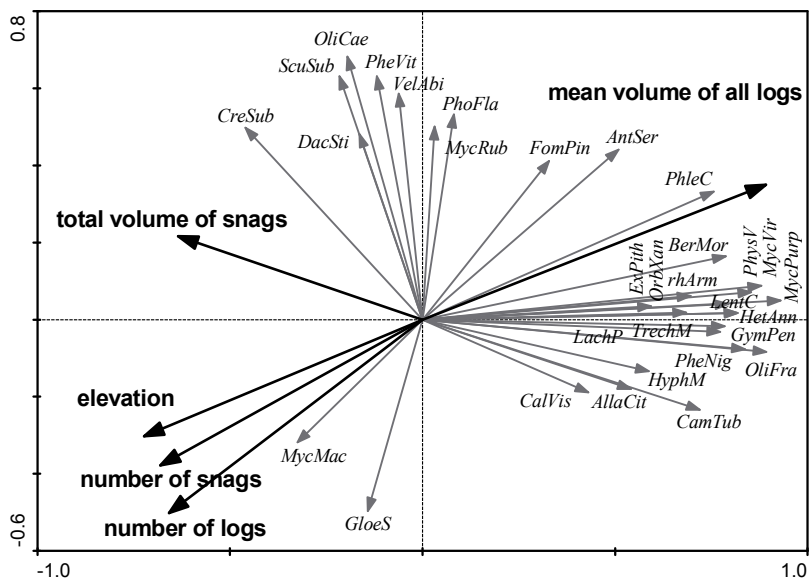 0.8
OliCae
ScuSub
PheVit
VelAbi
mean volume of all logs
CreSub
PhoFla
DacSti
MycRub
FomPin
AntSer
PhleC
total volume of snags
BerMor
ExPith
OrbXan
PhysV
MycVir
MycPurp
rhArm
LentC
HetAnn
LachP
TrechM
GymPen
PheNig
OliFra
HyphM
elevation
CalVis
AllaCit
CamTub
MycMac
number of snags
number of logs
GloeS
-0.6
-1.0
1.0